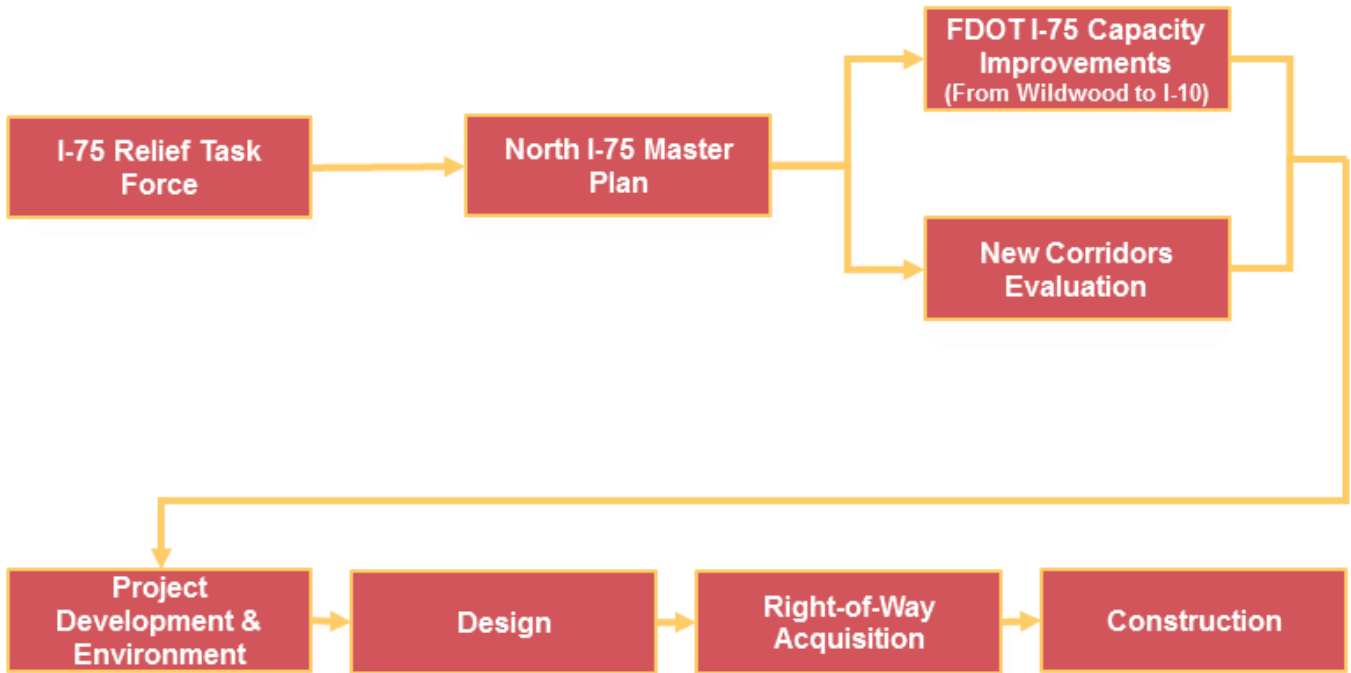 I-75 Relief Task
Force
North I-75 Master
Plan
FDOT I-75 Capacity
Improvements
(From Wildwood to I-10)
New Corridors
Evaluation
Project
Development &
Environment
Design
Right-of-Way
Acquisition
Construction